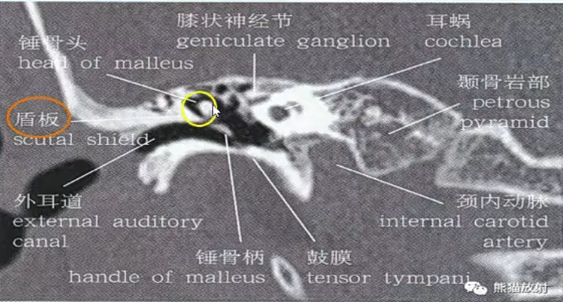 膝状神经节
geniculate ganglion
耳蜗
cochlea
锤骨头
head of malleus
颞骨岩部
petrous
pyramid
盾板
scutal shield
外耳道
external auditory
canal
颈内动脉
internal carotid
artery
锤骨柄
handle of malleus
鼓膜
tensor tympani
熊猫放射